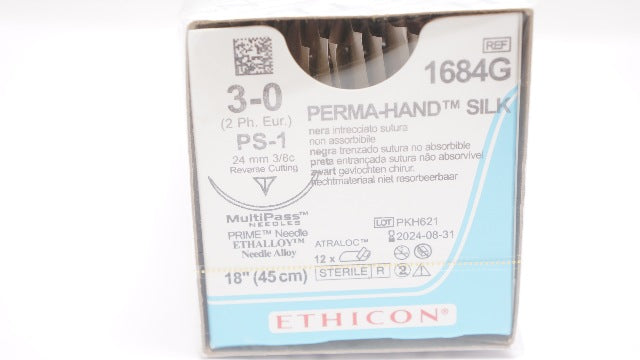 REF
1684G
3-0
(2 Ph. Eur.)
PS-1
24 mm 3/8c
Reverse Cutting
MultiPass™
NEEDLES
PRIME™ Needle
ETHALLOY™
Needle Alloy
18" (45 cm)
PERMA-HAND™ SILK
nera intrecciato sutura
non assorbibile
negra trenzado sutura no absorbible
preta entrançada sutura não absorvível
zwart gevlochten chirur.
hechtmateriaal niet resorbeerbaar
LOT PKH621
2024-08-31
ATRALOC™
12 x
STERILE R 2
ETHICON®